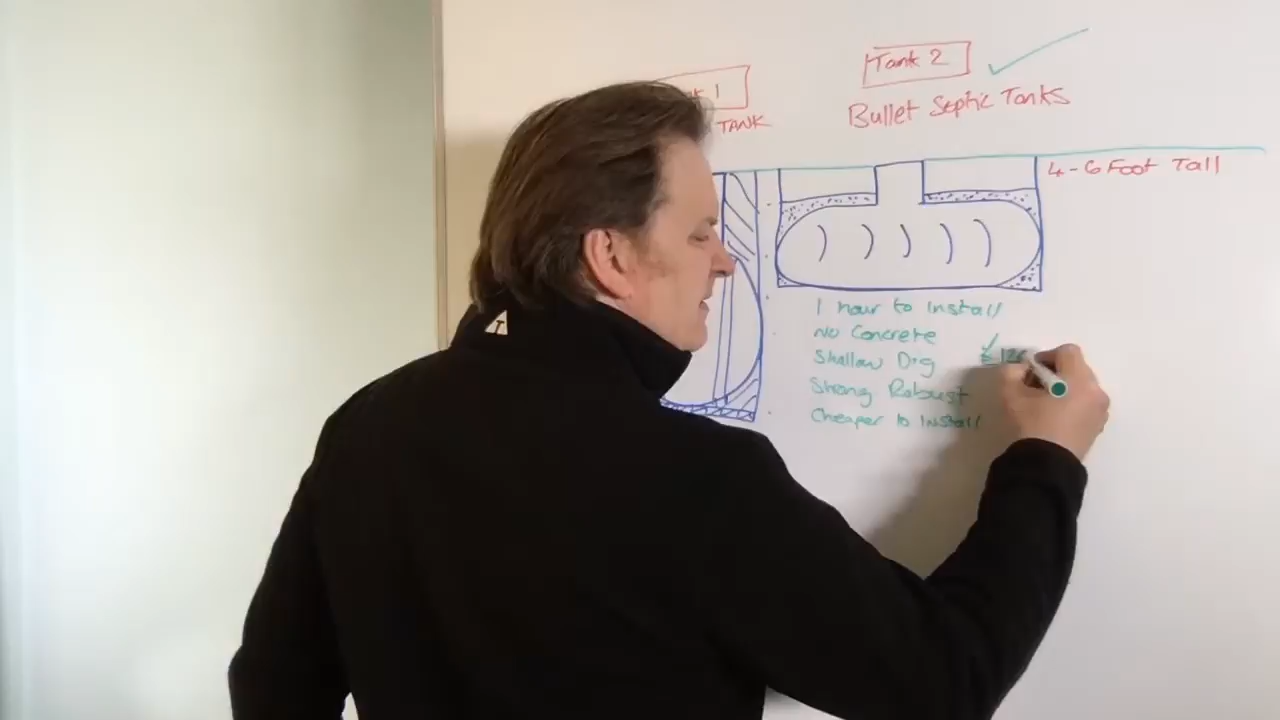 1
TANK
Tank 2
Bullet Septic Tanks
4-6 Foot Tall
1 hour to Install
No Concrete
Shallow Dig
Strong Robust
Cheaper to Install
T